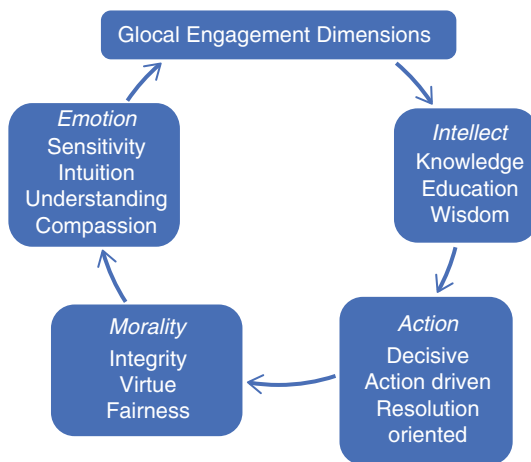 Glocal Engagement Dimensions
Intellect
Knowledge
Education
Wisdom
Action
Decisive
Action driven
Resolution
oriented
Morality
Integrity
Virtue
Fairness
Emotion
Sensitivity
Intuition
Understanding
Compassion